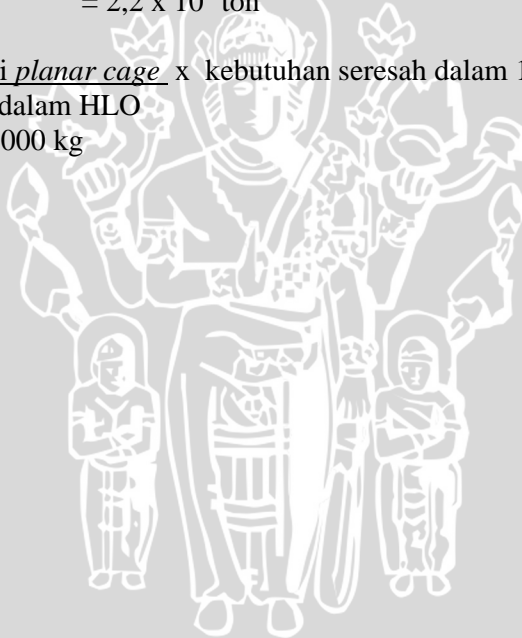 = 2,2 x 10 ton
i planar cage x kebutuhan seresah dalam 1
dalam HLO
000 kg